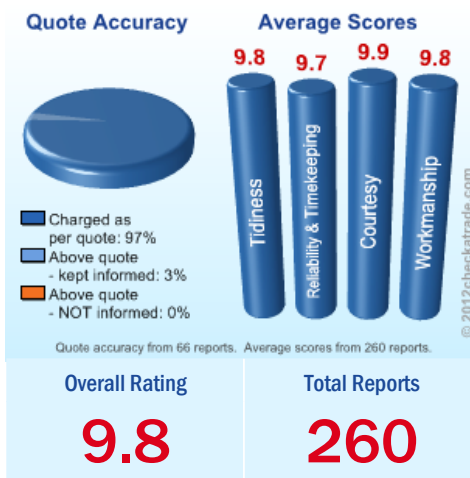 Quote Accuracy
Average Scores
9.8
9.7
9.9
9.8
Tidiness
Reliability & Timekeeping
Courtesy
Workmanship
Charged as
per quote: 97%
Above quote
- kept informed: 3%
Above quote
- NOT informed: 0%
© 2012checkatrade.com
Quote accuracy from 66 reports. Average scores from 260 reports.
Overall Rating
9.8
Total Reports
260